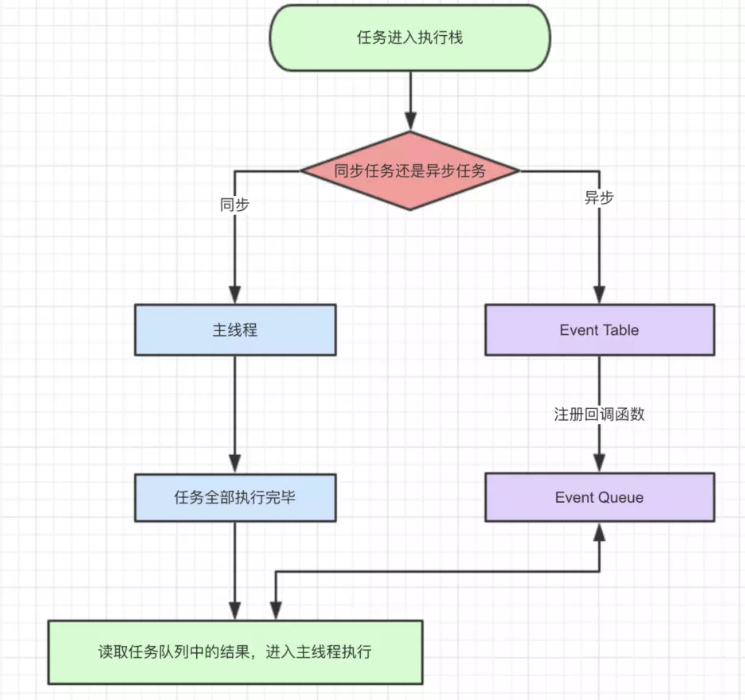 任务进入执行栈
同步任务还是异步任务
同步
异步
主线程
Event Table
注册回调函数
任务全部执行完毕
Event Queue
读取任务队列中的结果，进入主线程执行